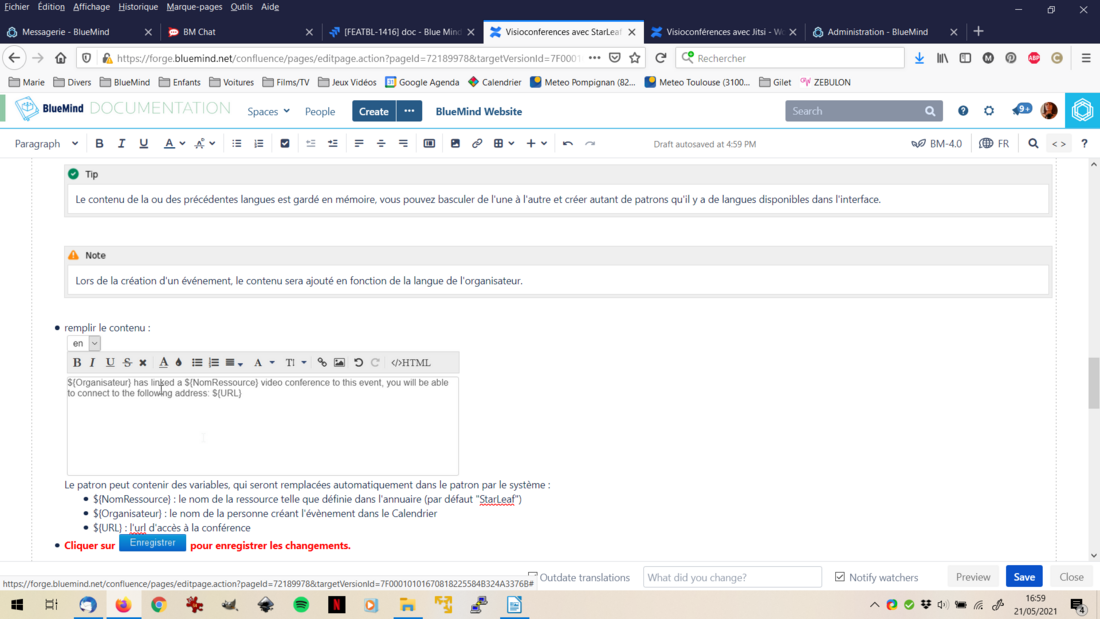 Fichier Édition Affichage Historique Marque-pages Outils Aide
Messagerie - BlueMind
BM Chat
[FEATBL-1416] doc - Blue Mind
Visioconferences avec StarLeaf
Visioconférences avec Jitsi - W
Administration - BlueMind
https://forge.bluemind.net/confluence/pages/editpage.action?pageId=72189978&targetVersionId=7F0001
Rechercher
Marie Divers BlueMind Enfants Voitures Films/TV Jeux Vidéos Google Agenda Calendrier Meteo Pompignan (82... Meteo Toulouse (3100... Gilet ZEBULON
BlueMind DOCUMENTATION Spaces People Create ••• BlueMind Website Search 9+
Paragraph B I U A Draft autosaved at 4:59 PM BM-4.0 FR < > ?
Tip
Le contenu de la ou des précédentes langues est gardé en mémoire, vous pouvez basculer de l'une à l'autre et créer autant de patrons qu'il y a de langues disponibles dans l'interface.
Note
Lors de la création d'un événement, le contenu sera ajouté en fonction de la langue de l'organisateur.
remplir le contenu :
en
B I U S A A T </>HTML
${Organisateur} has linked a ${NomRessource} video conference to this event, you will be able
to connect to the following address: ${URL}
Le patron peut contenir des variables, qui seront remplacées automatiquement dans le patron par le système :
${NomRessource} : le nom de la ressource telle que définie dans l'annuaire (par défaut "StarLeaf")
${Organisateur} : le nom de la personne créant l'évènement dans le Calendrier
${URL} : l'url d'accès à la conférence
Cliquer sur Enregistrer pour enregistrer les changements.
https://forge.bluemind.net/confluence/pages/editpage.action?pageId=72189978&targetVersionId=7F00010101670818225584B324A3376B#
Outdate translations What did you change? Notify watchers Preview Save Close
16:59
21/05/2021
4